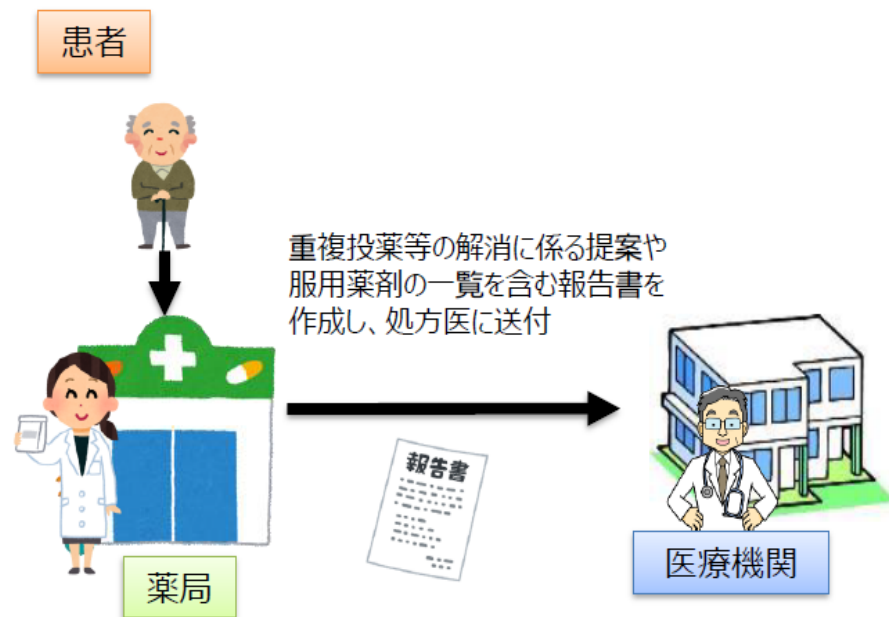 患者
重複投薬等の解消に係る提案や
服用薬剤の一覧を含む報告書を
作成し、処方医に送付
報告書
薬局
医療機関